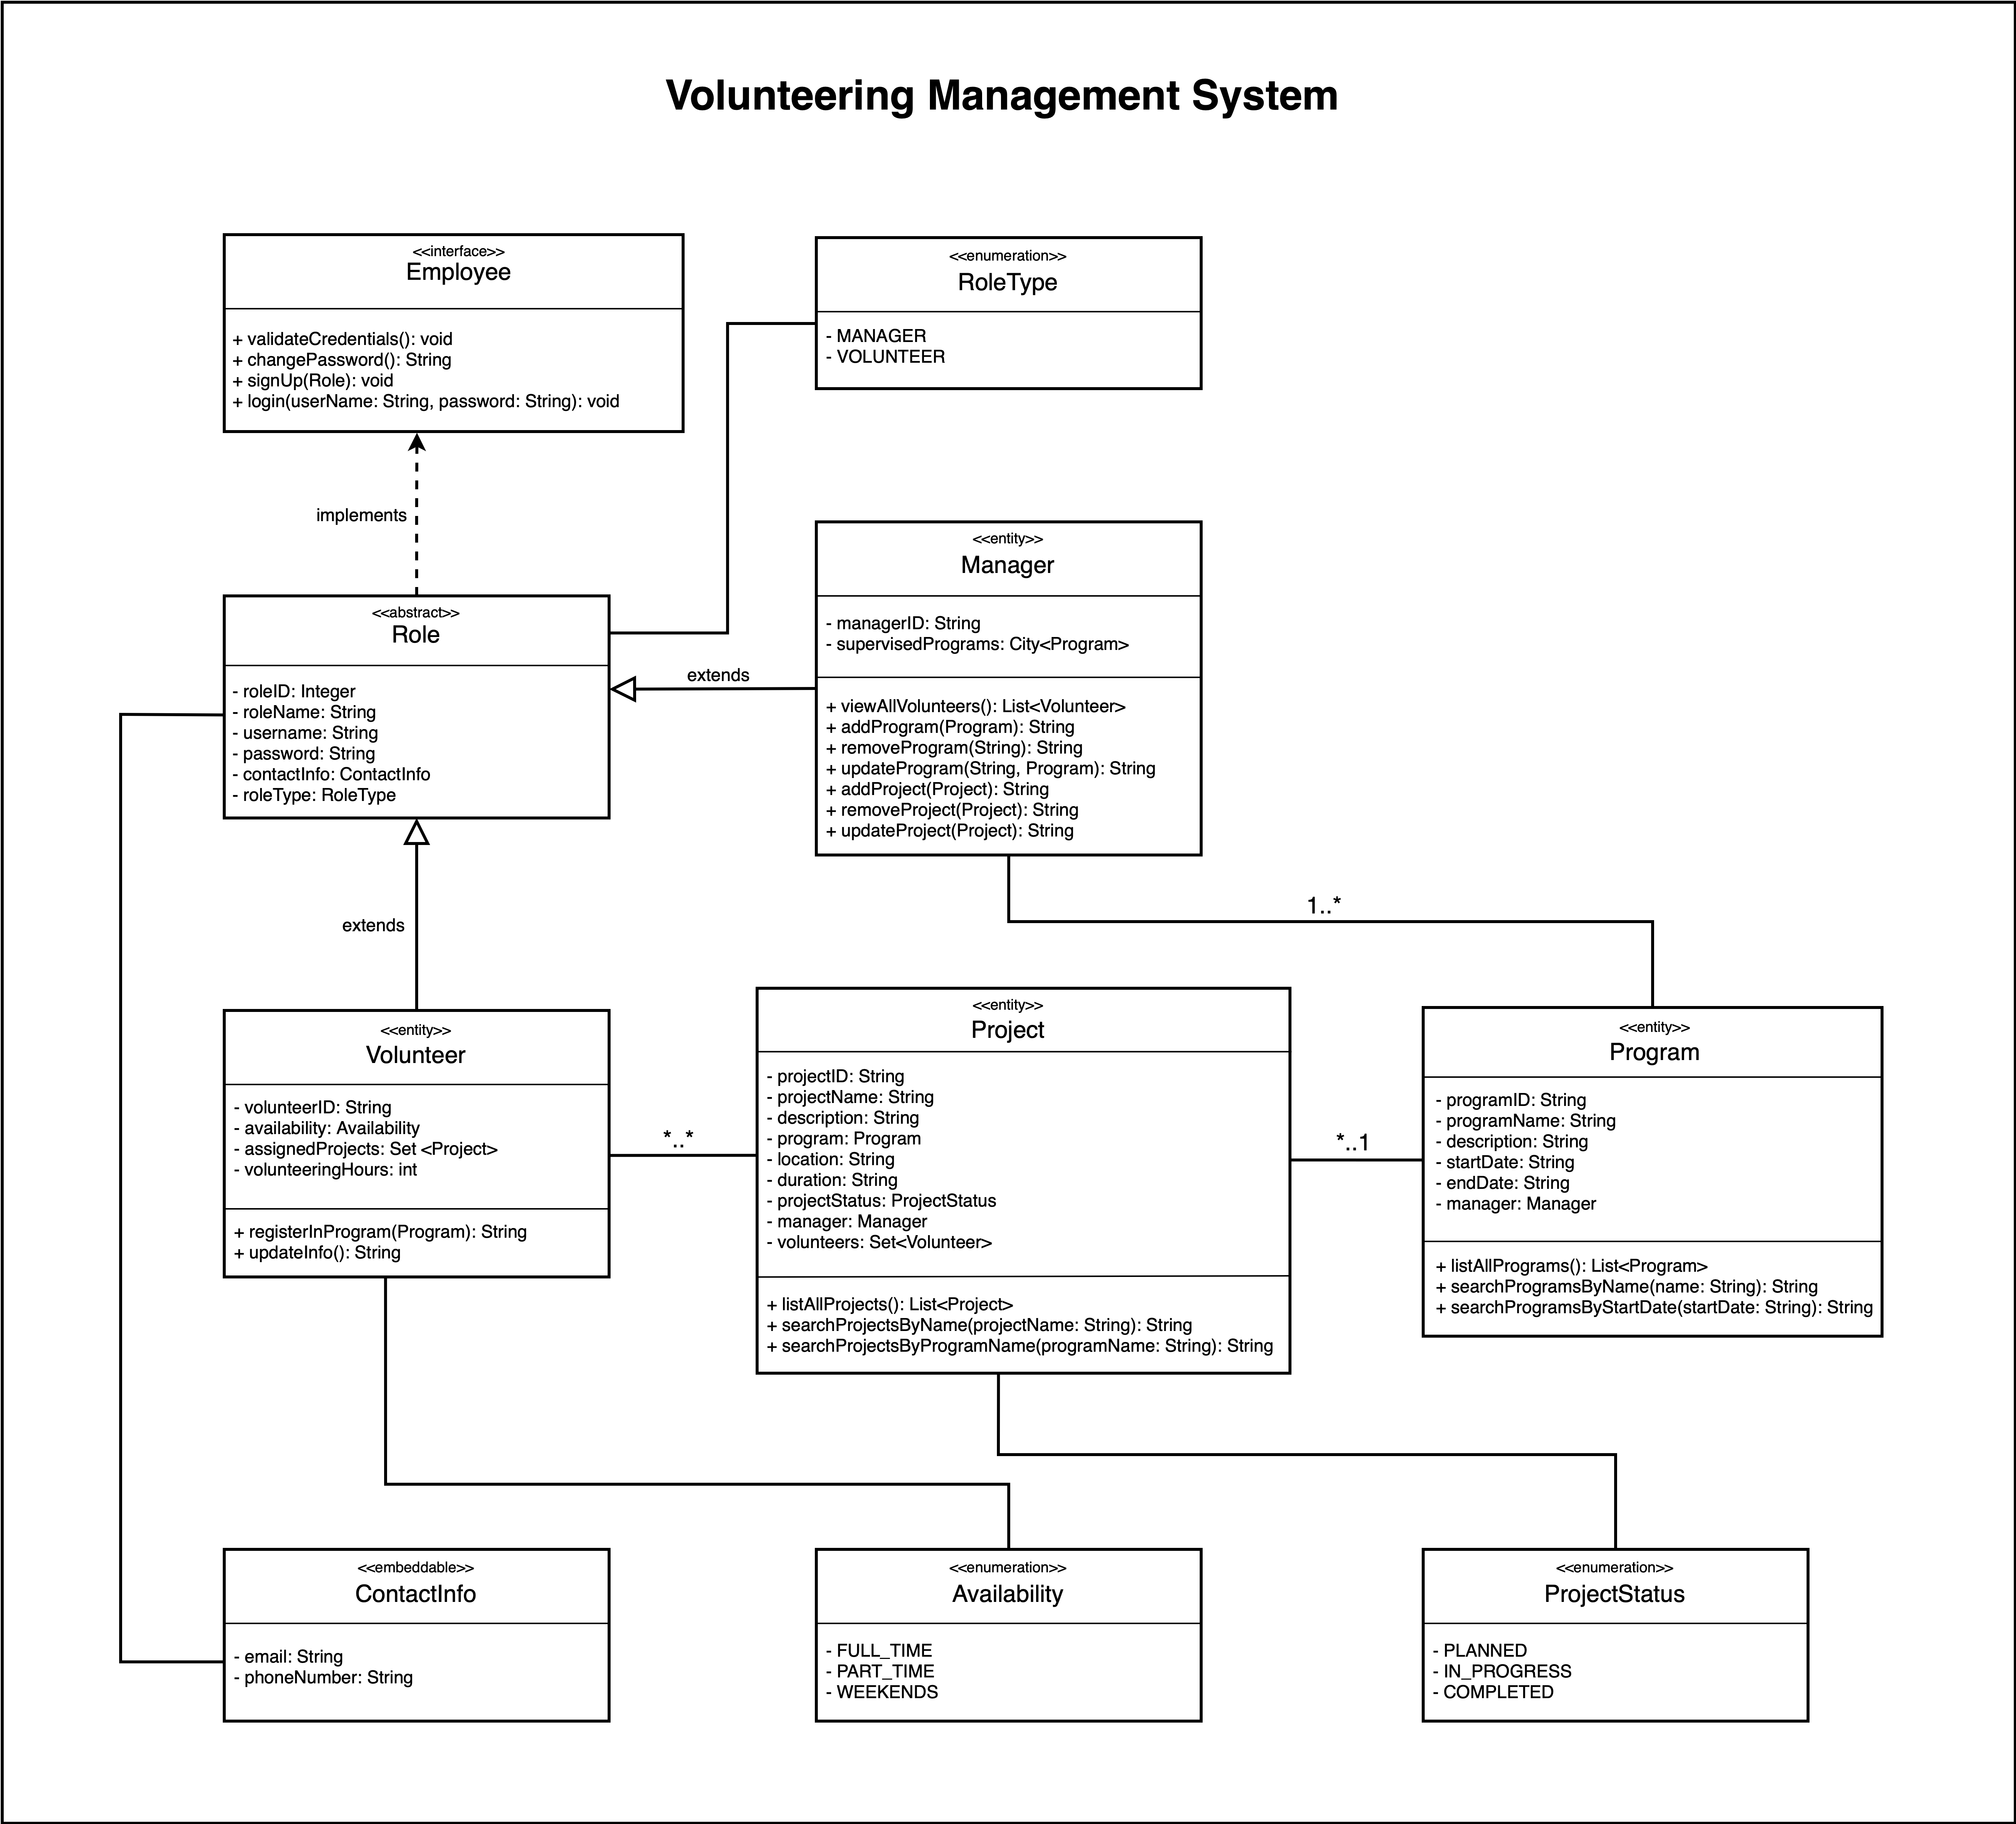 Volunteering Management System
<<interface>>
Employee
+ validateCredentials(): void
+ changePassword(): String
+ signUp(Role): void
+ login(userName: String, password: String): void
<<enumeration>>
RoleType
- MANAGER
- VOLUNTEER
implements
<<abstract>>
Role
- roleID: Integer
- roleName: String
- username: String
- password: String
- contactInfo: ContactInfo
- roleType: RoleType
extends
<<entity>>
Manager
- managerID: String
- supervisedPrograms: City<Program>
+ viewAllVolunteers(): List<Volunteer>
+ addProgram(Program): String
+ removeProgram(String): String
+ updateProgram(String, Program): String
+ addProject(Project): String
+ removeProject(Project): String
+ updateProject(Project): String
1..*
extends
<<entity>>
Volunteer
- volunteerID: String
- availability: Availability
- assignedProjects: Set <Project>
- volunteeringHours: int
+ registerInProgram(Program): String
+ updateInfo(): String
*..*
<<entity>>
Project
- projectID: String
- projectName: String
- description: String
- program: Program
- location: String
- duration: String
- projectStatus: ProjectStatus
- manager: Manager
- volunteers: Set<Volunteer>
+ listAllProjects(): List<Project>
+ searchProjectsByName(projectName: String): String
+ searchProjectsByProgramName(programName: String): String
*..1
<<entity>>
Program
- programID: String
- programName: String
- description: String
- startDate: String
- endDate: String
- manager: Manager
+ listAllPrograms(): List<Program>
+ searchProgramsByName(name: String): String
+ searchProgramsByStartDate(startDate: String): String
<<embeddable>>
ContactInfo
- email: String
- phoneNumber: String
<<enumeration>>
Availability
- FULL_TIME
- PART_TIME
- WEEKENDS
<<enumeration>>
ProjectStatus
- PLANNED
- IN_PROGRESS
- COMPLETED